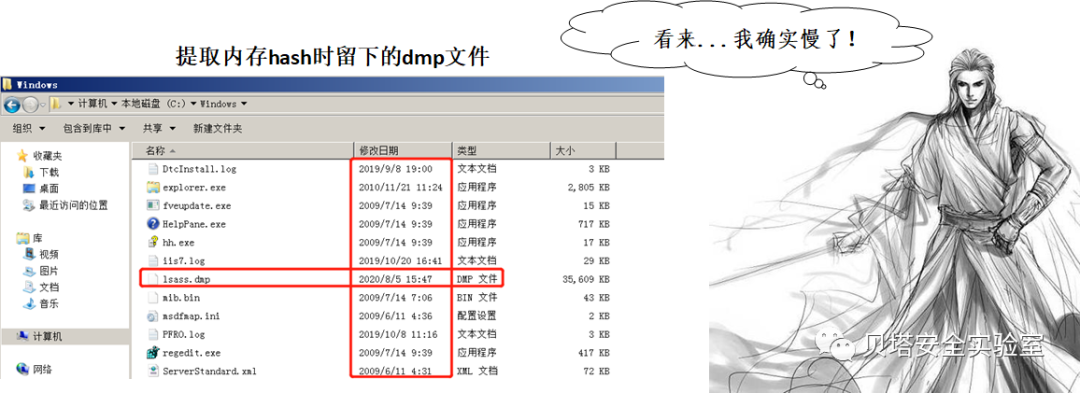 看来...我确实慢了！
提取内存hash时留下的dmp文件
Windows
计算机 本地磁盘 (C:) Windows
组织 包含到库中 共享 新建文件夹
收藏夹
下载
桌面
最近访问的位置
库
视频
图片
文档
音乐
计算机
网络
名称 修改日期 类型 大小
DtcInstall.log 2019/9/8 19:00 文本文档 3 KB
explorer.exe 2010/11/21 11:24 应用程序 2,805 KB
fveupdate.exe 2009/7/14 9:39 应用程序 15 KB
HelpPane.exe 2009/7/14 9:39 应用程序 717 KB
hh.exe 2009/7/14 9:39 应用程序 17 KB
iis7.log 2019/10/20 16:41 文本文档 29 KB
lsass.dmp 2020/8/5 15:47 DMP 文件 35,609 KB
mib.bin 2009/7/14 7:06 BIN 文件 43 KB
msdfmap.ini 2009/6/11 4:36 配置设置 2 KB
PFRO.log 2019/10/8 11:16 文本文档 3 KB
regedit.exe 2009/7/14 9:39 应用程序 417 KB
ServerStandard.xml 2009/6/11 4:31 XML 文档 72 KB
贝塔安全实验室